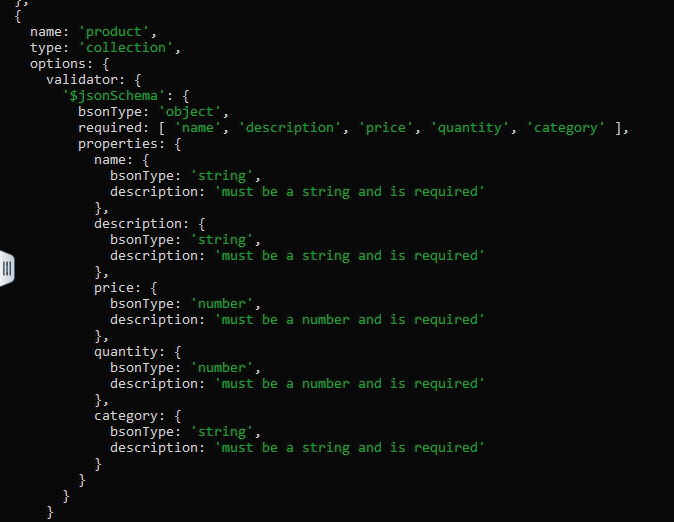 },
{
name: 'product',
type: 'collection',
options: {
validator: {
'$jsonSchema': {
bsonType: 'object',
required: [ 'name', 'description', 'price', 'quantity', 'category' ],
properties: {
name: {
bsonType: 'string',
description: 'must be a string and is required'
},
description: {
bsonType: 'string',
description: 'must be a string and is required'
},
price: {
bsonType: 'number',
description: 'must be a number and is required'
},
quantity: {
bsonType: 'number',
description: 'must be a number and is required'
},
category: {
bsonType: 'string',
description: 'must be a string and is required'
}
}
}
}